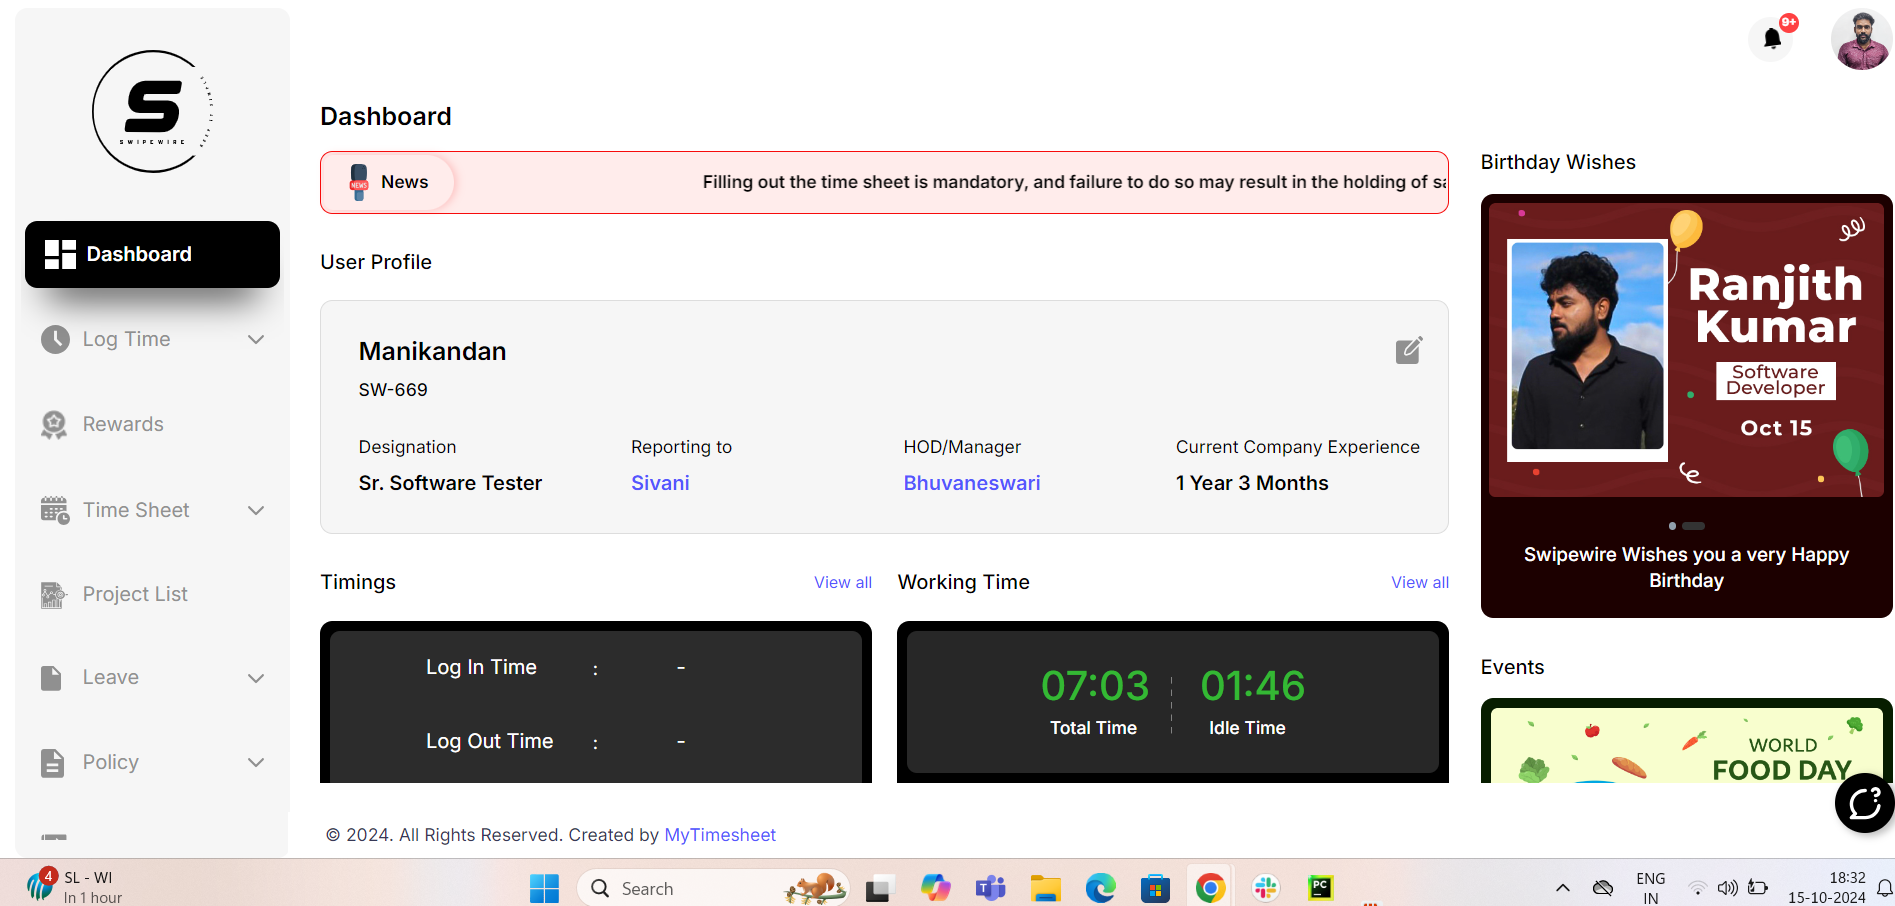 9+
S
SWIPEWIRE
Dashboard
Log Time
Rewards
Time Sheet
Project List
Leave
Policy
Dashboard
NEWS
News
Filling out the time sheet is mandatory, and failure to do so may result in the holding of
User Profile
Manikandan
SW-669
Designation
Reporting to
HOD/Manager
Current Company Experience
Sr. Software Tester
Sivani
Bhuvaneswari
1 Year 3 Months
Timings
View all
Log In Time : -
Log Out Time : -
Working Time
View all
07:03
01:46
Total Time
Idle Time
Birthday Wishes
Ranjith
Kumar
Software
Developer
Oct 15
Swipewire Wishes you a very Happy
Birthday
Events
WORLD
FOOD DAY
© 2024. All Rights Reserved. Created by MyTimesheet
4
SL - WI
In 1 hour
Search
PC
ENG
IN
18:32
15-10-2024